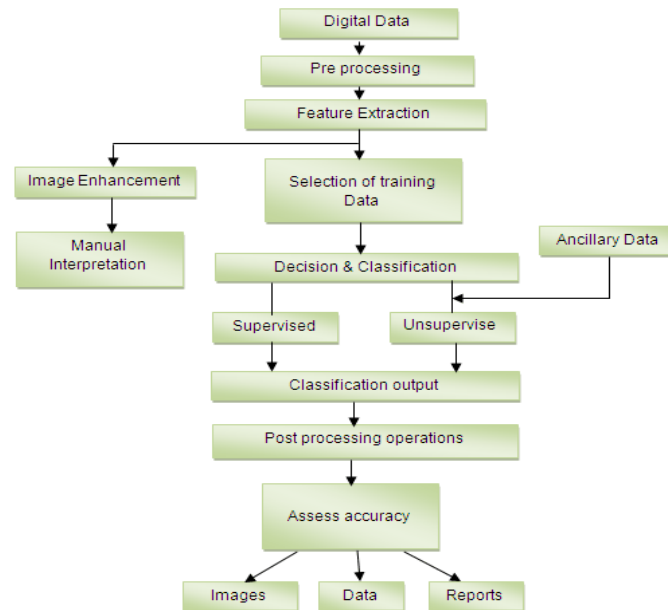 Digital Data
Pre processing
Feature Extraction
Image Enhancement
Selection of training
Data
Manual
Interpretation
Ancillary Data
Decision & Classification
Supervised
Unsupervise
Classification output
Post processing operations
Assess accuracy
Images
Data
Reports